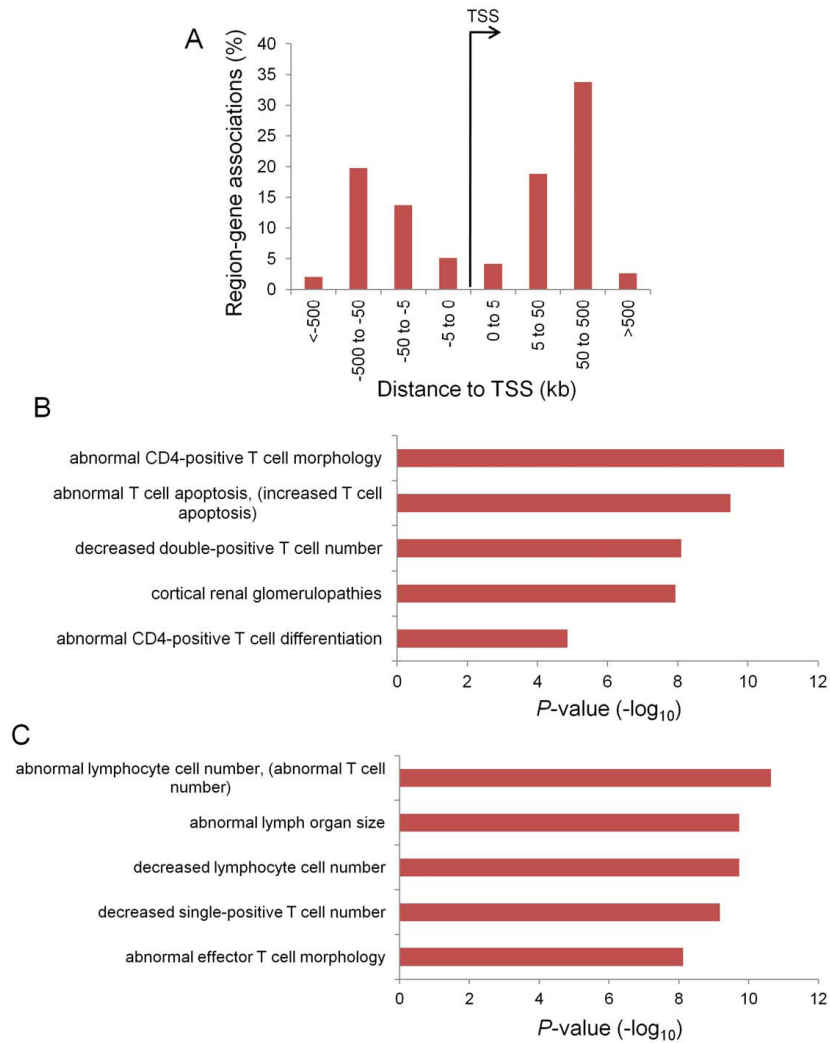 A
TSS
Region-gene associations (%)
40
35
30
25
20
15
10
5
0
<-500
-500 to -50
-50 to -5
-5 to 0
0 to 5
5 to 50
50 to 500
>500
Distance to TSS (kb)
B
abnormal CD4-positive T cell morphology
abnormal T cell apoptosis, (increased T cell
apoptosis)
decreased double-positive T cell number
cortical renal glomerulopathies
abnormal CD4-positive T cell differentiation
0 2 4 6 8 10 12
P-value (-log10)
C
abnormal lymphocyte cell number, (abnormal T cell
number)
abnormal lymph organ size
decreased lymphocyte cell number
decreased single-positive T cell number
abnormal effector T cell morphology
0 2 4 6 8 10 12
P-value (-log10)